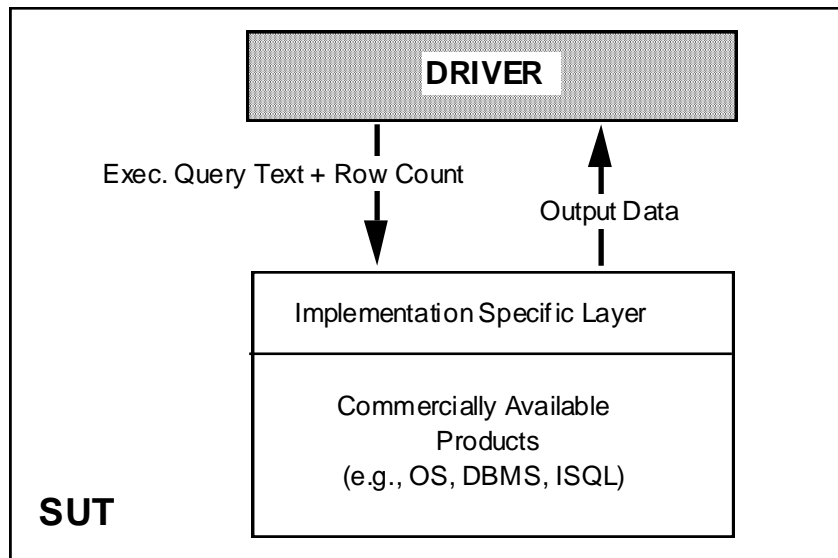 DRIVER
Exec. Query Text + Row Count
Output Data
Implementation Specific Layer
Commercially Available
Products
(e.g., OS, DBMS, ISQL)
SUT